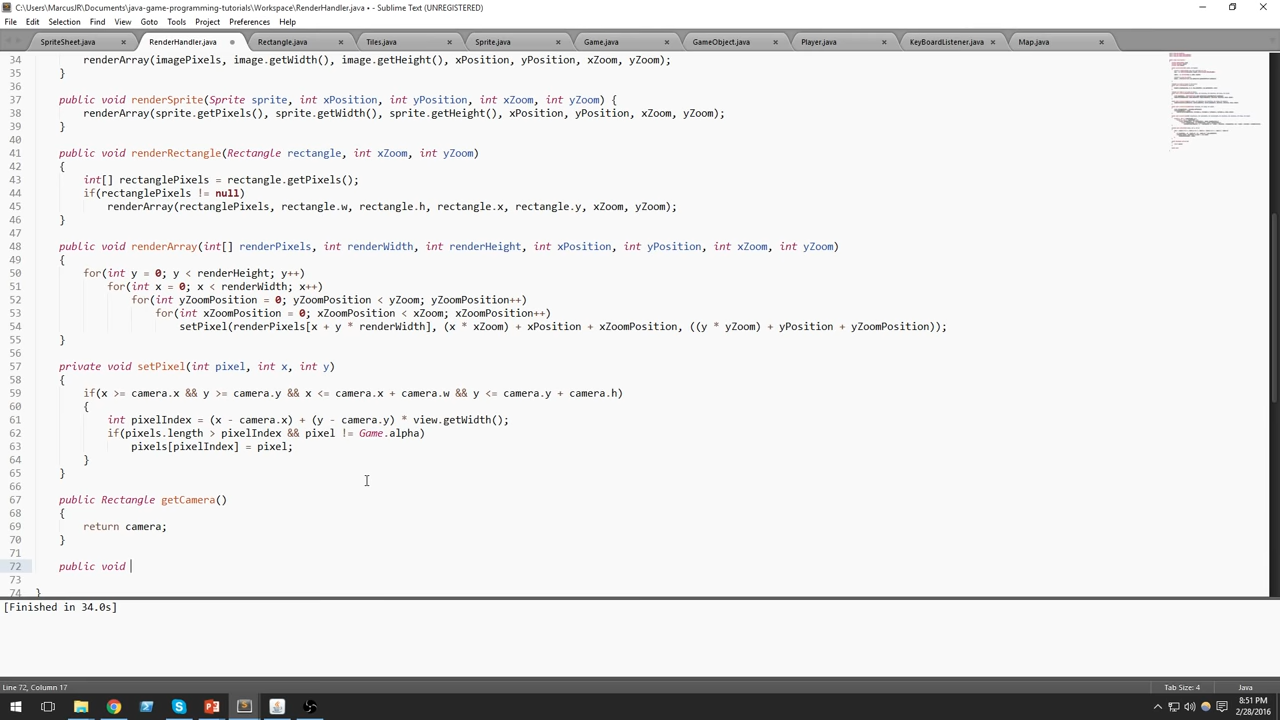 C:\Users\MarcusJR\Documents\java-game-programming-tutorials\Workspace\RenderHandler.java • - Sublime Text (UNREGISTERED)
File Edit Selection Find View Goto Tools Project Preferences Help
SpriteSheet.java RenderHandler.java Rectangle.java Tiles.java Sprite.java Game.java GameObject.java Player.java KeyBoardListener.java Map.java
34 renderArray(imagePixels, image.getWidth(), image.getHeight(), xPosition, yPosition, xZoom, yZoom);
35 }
36
37 public void renderSprite(Sprite sprite, int xPosition, int yPosition, int xZoom, int yZoom) {
38 renderArray(sprite.getPixels(), sprite.getWidth(), sprite.getHeight(), xPosition, yPosition, xZoom, yZoom);
39 }
40
41 public void renderRectangle(Rectangle rectangle, int xZoom, int yZoom)
42 {
43 int[] rectanglePixels = rectangle.getPixels();
44 if(rectanglePixels != null)
45 renderArray(rectanglePixels, rectangle.w, rectangle.h, rectangle.x, rectangle.y, xZoom, yZoom);
46 }
47
48 public void renderArray(int[] renderPixels, int renderWidth, int renderHeight, int xPosition, int yPosition, int xZoom, int yZoom)
49 {
50 for(int y = 0; y < renderHeight; y++)
51 for(int x = 0; x < renderWidth; x++)
52 for(int yZoomPosition = 0; yZoomPosition < yZoom; yZoomPosition++)
53 for(int xZoomPosition = 0; xZoomPosition < xZoom; xZoomPosition++)
54 setPixel(renderPixels[x + y * renderWidth], (x * xZoom) + xPosition + xZoomPosition, ((y * yZoom) + yPosition + yZoomPosition));
55 }
56
57 private void setPixel(int pixel, int x, int y)
58 {
59 if(x >= camera.x && y >= camera.y && x <= camera.x + camera.w && y <= camera.y + camera.h)
60 {
61 int pixelIndex = (x - camera.x) + (y - camera.y) * view.getWidth();
62 if(pixels.length > pixelIndex && pixel != Game.alpha)
63 pixels[pixelIndex] = pixel;
64 }
65 }
66
67 public Rectangle getCamera()
68 {
69 return camera;
70 }
71
72 public void
73
74 }
[Finished in 34.0s]
Line 72, Column 17 Tab Size: 4 Java
8:51 PM
2/28/2016